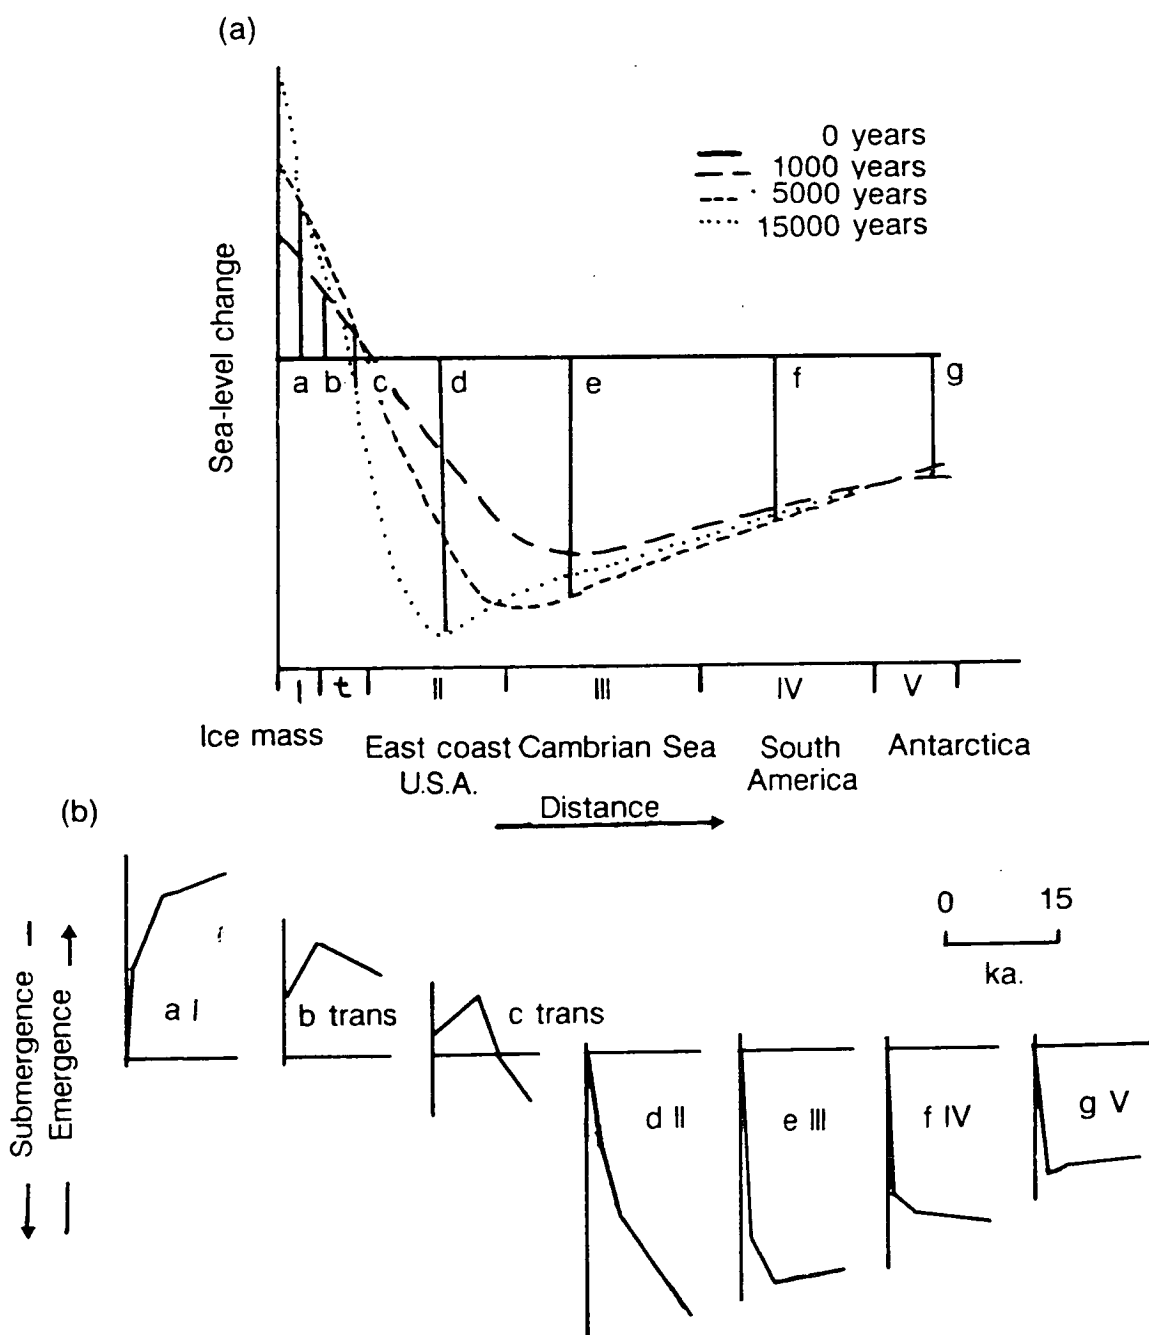 (a)
0 years
1000 years
5000 years
15000 years
Sea-level change
a b c d e f g
I t II III IV V
Ice mass
East coast U.S.A.
Cambrian Sea
South America
Antarctica
Distance
(b)
Submergence
Emergence
0 15
ka.
a I
b trans
c trans
d II
e III
f IV
g V